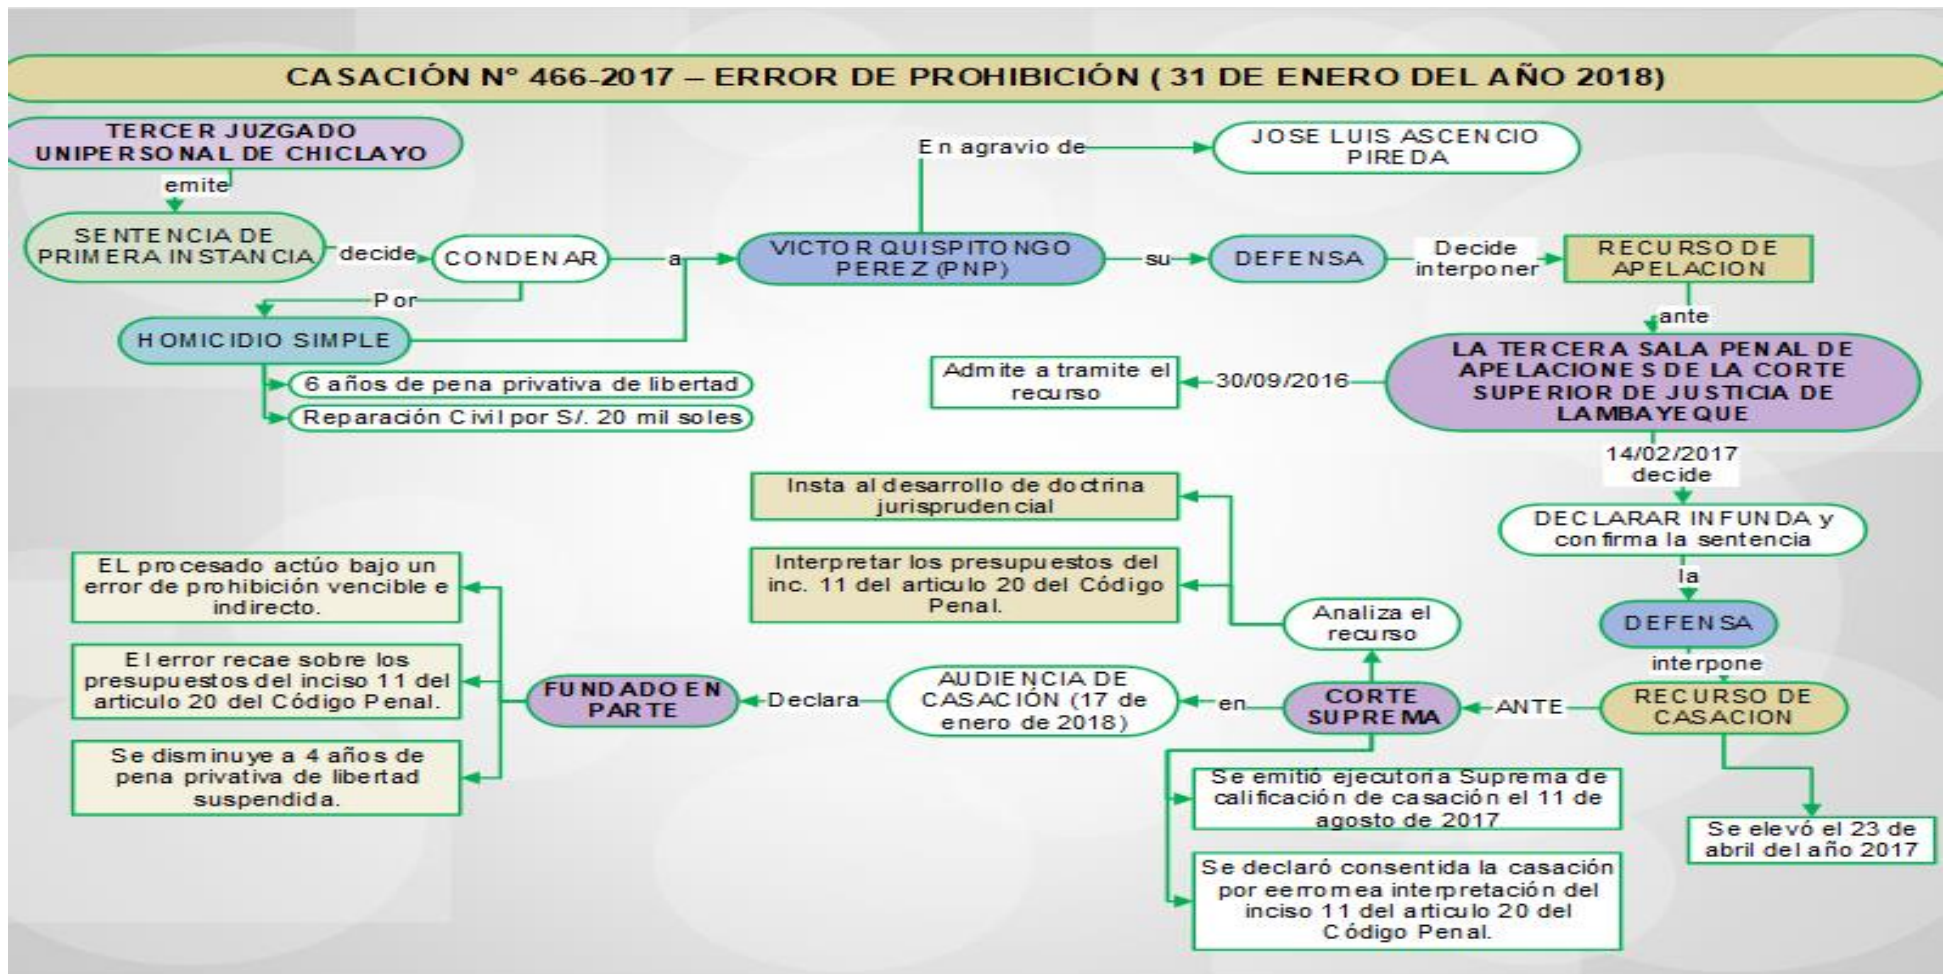 CASACIÓN N° 466-2017 – ERROR DE PROHIBICIÓN ( 31 DE ENERO DEL AÑO 2018)
TERCER JUZGADO
UNIPERSONAL DE CHICLAYO
emite
SENTENCIA DE
PRIMERA INSTANCIA
decide
CONDENAR
a
Por
HOMICIDIO SIMPLE
6 años de pena privativa de libertad
Reparación Civil por S/. 20 mil soles
VICTOR QUISPITONGO
PEREZ (PNP)
En agravio de
JOSE LUIS ASCENCIO
PIREDA
su
DEFENSA
Decide
interponer
RECURSO DE
APELACION
ante
LA TERCERA SALA PENAL DE
APELACIONES DE LA CORTE
SUPERIOR DE JUSTICIA DE
LAMBAYEQUE
30/09/2016
Admite a tramite el
recurso
14/02/2017
decide
DECLARAR INFUNDA y
confirma la sentencia
la
DEFENSA
interpone
RECURSO DE
CASACION
Se elevó el 23 de
abril del año 2017
ANTE
CORTE
SUPREMA
Analiza el
recurso
Insta al desarrollo de doctrina
jurisprudencial
Interpretar los presupuestos del
inc. 11 del articulo 20 del Código
Penal.
Se emitió ejecutoria Suprema de
calificación de casación el 11 de
agosto de 2017
Se declaró consentida la casación
por eerromea interpretación del
inciso 11 del articulo 20 del
Código Penal.
en
AUDIENCIA DE
CASACIÓN (17 de
enero de 2018)
Declara
FUNDADO EN
PARTE
EL procesado actúo bajo un
error de prohibición vencible e
indirecto.
El error recae sobre los
presupuestos del inciso 11 del
articulo 20 del Código Penal.
Se disminuye a 4 años de
pena privativa de libertad
suspendida.